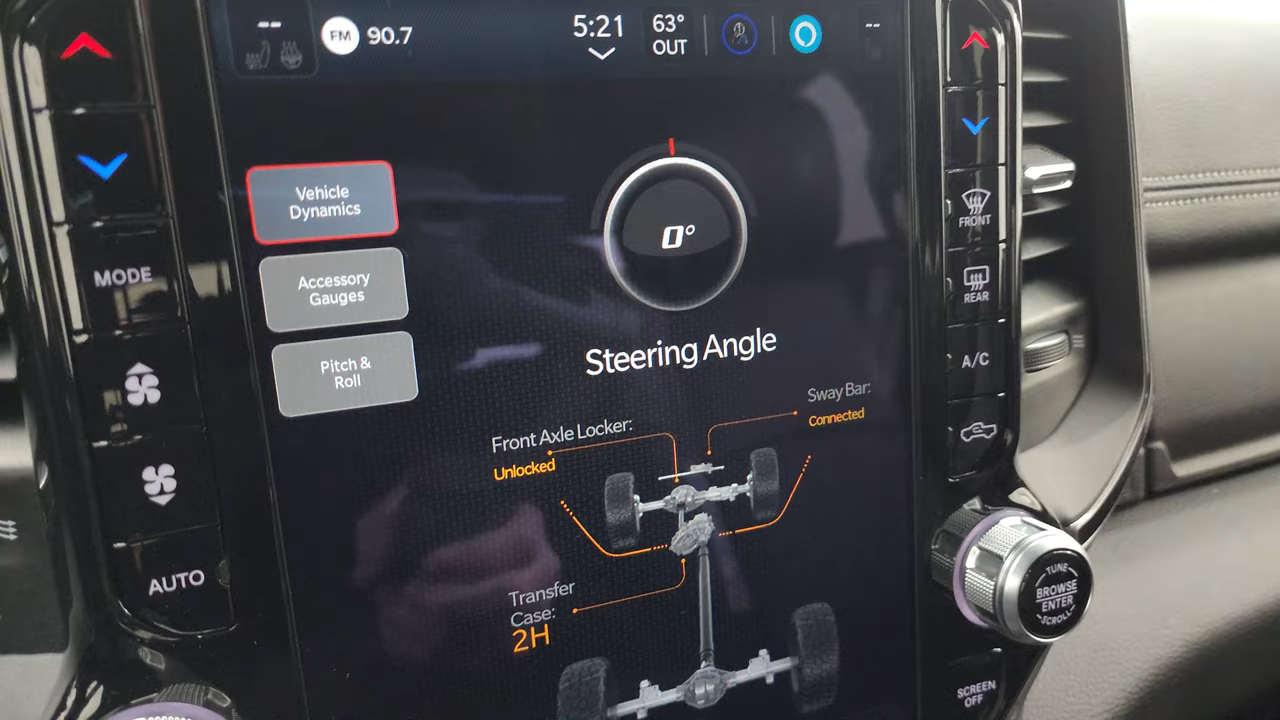 --
FM 90.7
5:21
63°
OUT
--
Vehicle
Dynamics
Accessory
Gauges
Pitch &
Roll
0°
Steering Angle
Front Axle Locker:
Unlocked
Sway Bar:
Connected
Transfer
Case:
2H
MODE
AUTO
FRONT
REAR
A/C
TUNE
BROWSE
ENTER
SCROLL
SCREEN
OFF